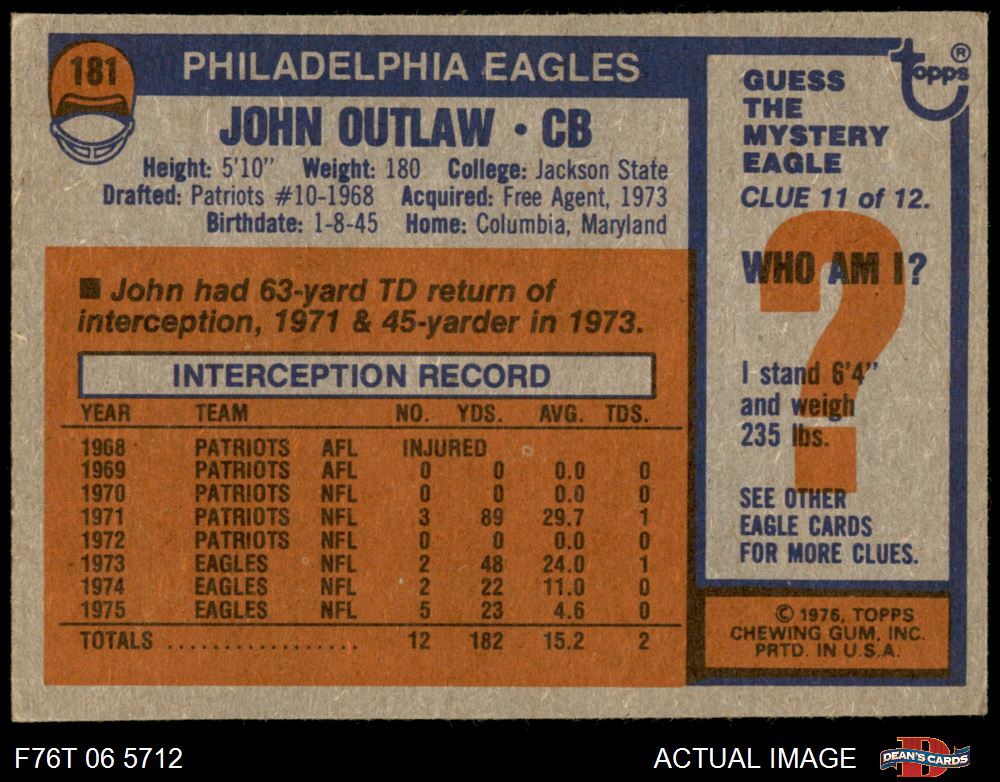 181
PHILADELPHIA EAGLES
JOHN OUTLAW • CB
Height: 5'10" Weight: 180 College: Jackson State
Drafted: Patriots #10-1968 Acquired: Free Agent, 1973
Birthdate: 1-8-45 Home: Columbia, Maryland
■ John had 63-yard TD return of
interception, 1971 & 45-yarder in 1973.
INTERCEPTION RECORD
YEAR TEAM NO. YDS. AVG. TDS.
1968 PATRIOTS AFL INJURED
1969 PATRIOTS AFL 0 0 0.0 0
1970 PATRIOTS NFL 0 0 0.0 0
1971 PATRIOTS NFL 3 89 29.7 1
1972 PATRIOTS NFL 0 0 0.0 0
1973 EAGLES NFL 2 48 24.0 1
1974 EAGLES NFL 2 22 11.0 0
1975 EAGLES NFL 5 23 4.6 0
TOTALS .................. 12 182 15.2 2
topps ®
GUESS
THE
MYSTERY
EAGLE
CLUE 11 of 12.
?
WHO AM I?
I stand 6'4"
and weigh
235 lbs.
SEE OTHER
EAGLE CARDS
FOR MORE CLUES.
© 1976, TOPPS
CHEWING GUM, INC.
PRTD. IN U.S.A.
F76T 06 5712
ACTUAL IMAGE
DEAN'S CARDS